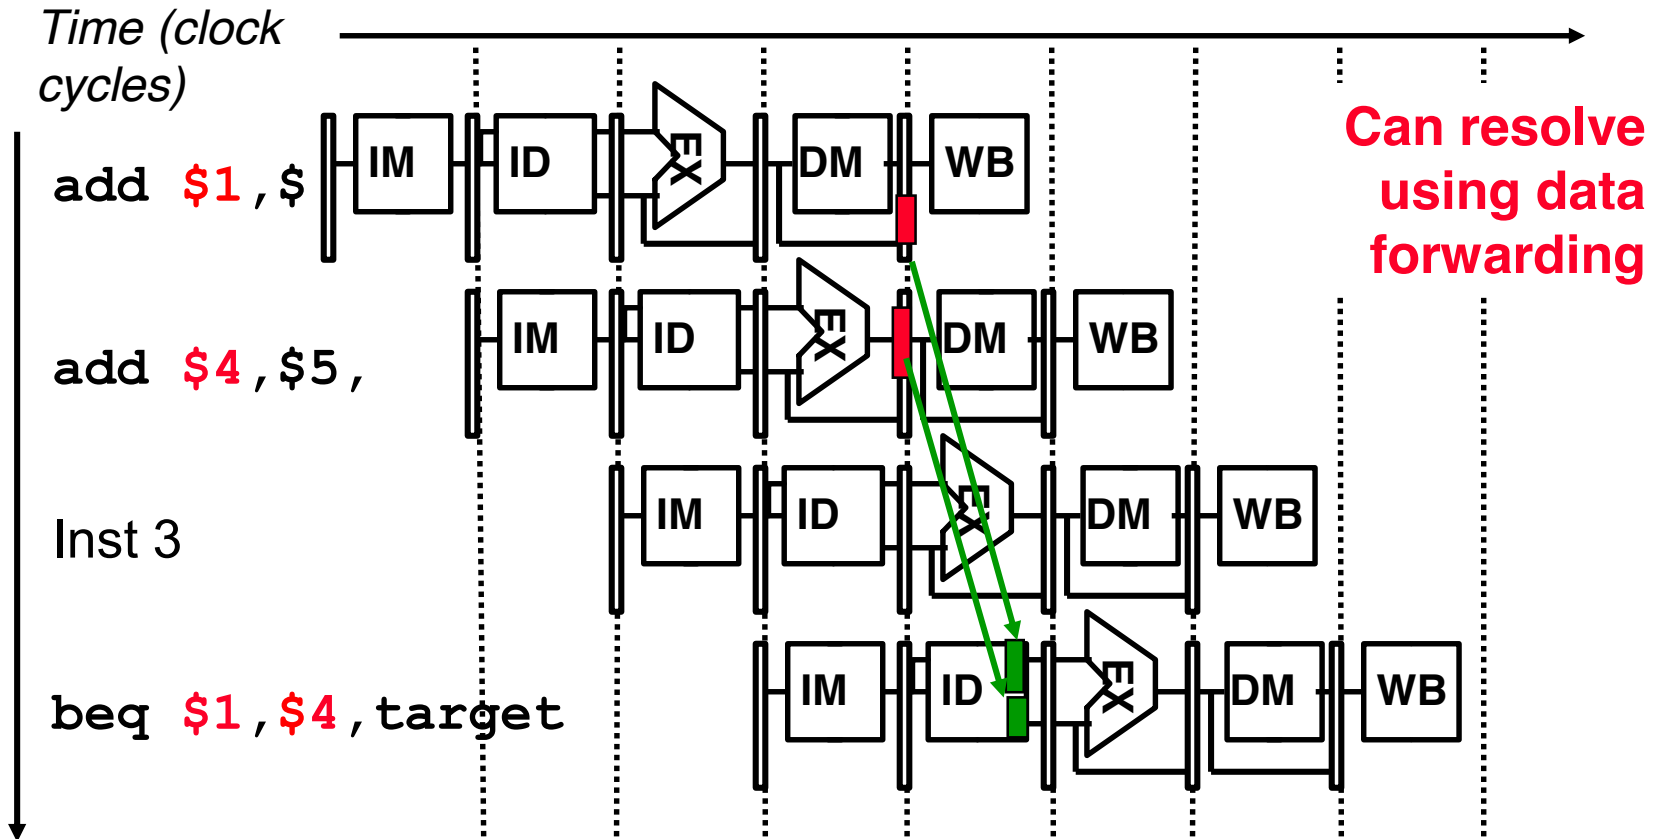 Time (clock
cycles)
Can resolve
using data
forwarding
add $1,$
IM ID EX DM WB
add $4,$5,
IM ID EX DM WB
Inst 3
IM ID EX DM WB
beq $1,$4,target
IM ID EX DM WB